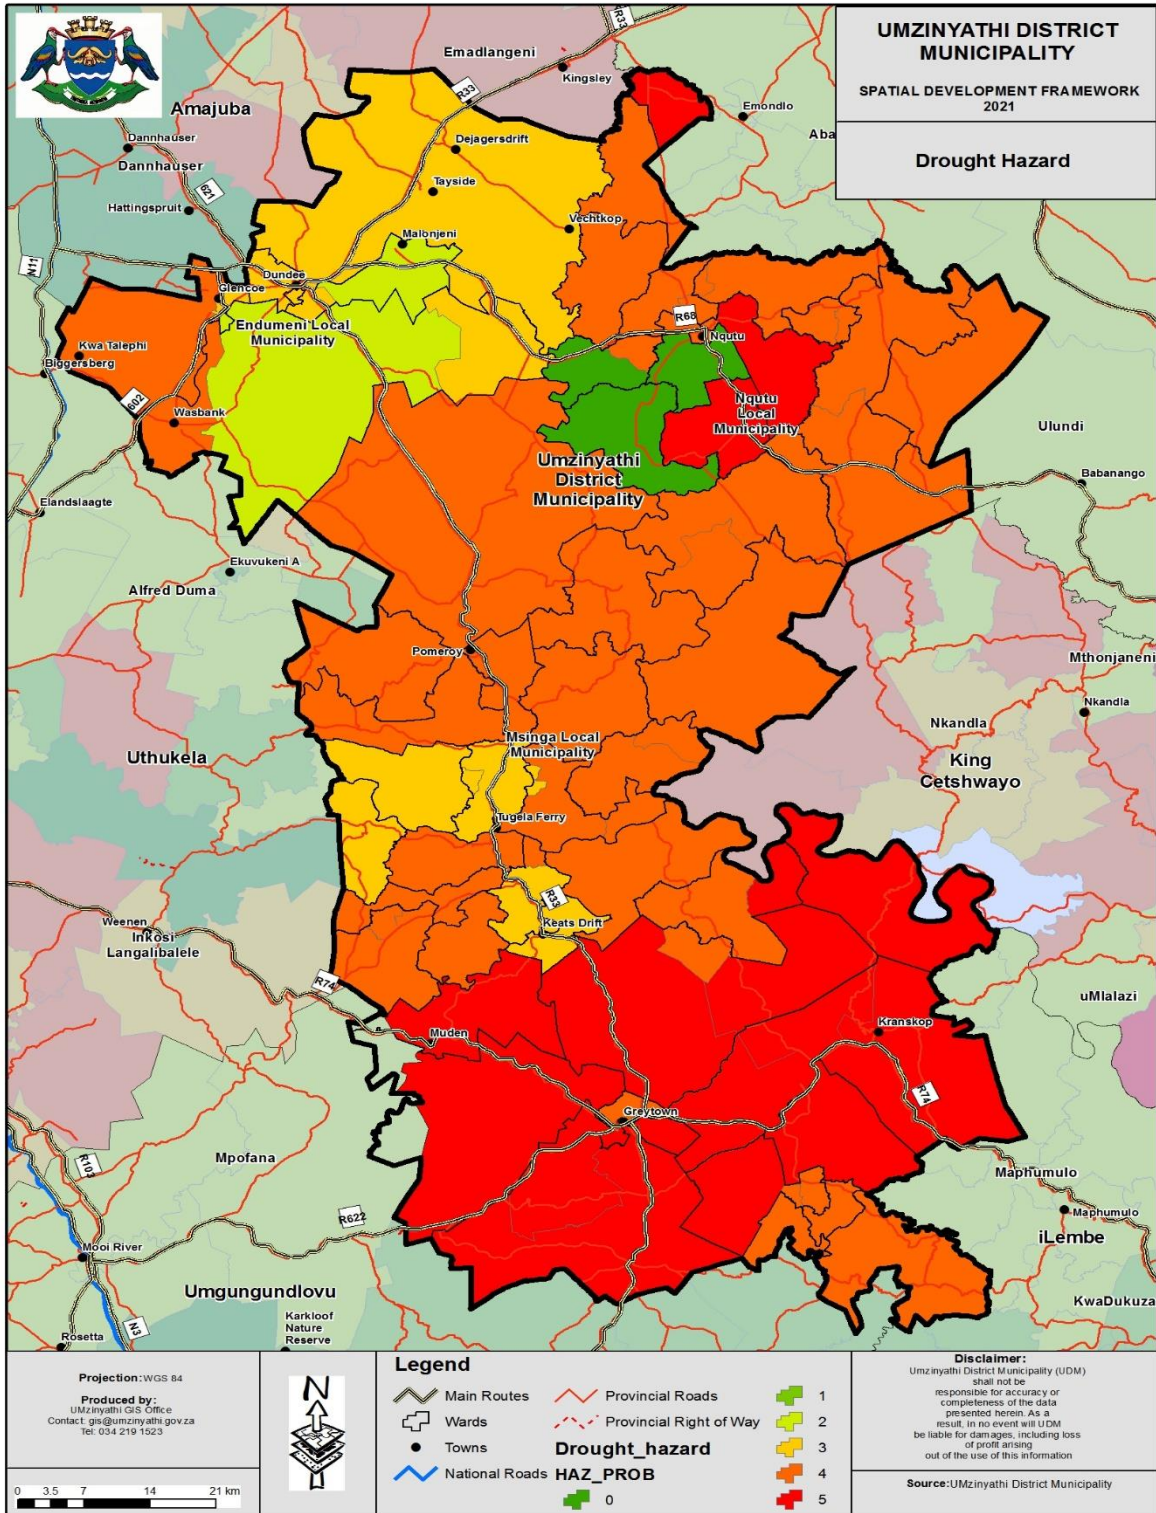 UMZINYATHI DISTRICT
MUNICIPALITY
SPATIAL DEVELOPMENT FRAMEWORK
2021
Drought Hazard
R33
Emadlangeni
Kingsley
R33
Emondlo
Aba
Amajuba
Dannhauser
Dannhauser
Dejagersdrift
621
Tayside
Hattingspruit
Vechtkop
Malonjeni
N11
Dundee
Glencoe
R68
Nqutu
Endumeni Local
Municipality
Kwa Talephi
Biggersberg
602
Wasbank
Nqutu
Local
Municipality
Ulundi
Umzinyathi
District
Municipality
Babanango
Elandslaagte
Ekuvukeni A
Alfred Duma
Pomeroy
Mthonjaneni
Nkandla
Nkandla
Msinga Local
Municipality
Uthukela
King
Cetshwayo
Tugela Ferry
R33
Keats Drift
Weenen
Inkosi
Langalibalele
R74
uMlalazi
Muden
Kranskop
R74
Greytown
R103
Mpofana
Maphumulo
Maphumulo
R622
iLembe
Mooi River
Umgungundlovu
KwaDukuza
N3
Karkloof
Nature
Reserve
Rosetta
Projection: WGS 84
Produced by:
UMzinyathi GIS Office
Contact: gis@umzinyathi.gov.za
Tel: 034 219 1523
0 3.5 7 14 21 km
N
Legend
Main Routes
Wards
Towns
National Roads
Provincial Roads
Provincial Right of Way
Drought_hazard
HAZ_PROB
0
1
2
3
4
5
Disclaimer:
Umzinyathi District Municipality (UDM)
shall not be
responsible for accuracy or
completeness of the data
presented herein. As a
result, in no event will UDM
be liable for damages, including loss
of profit arising
out of the use of this information
Source:UMzinyathi District Municipality